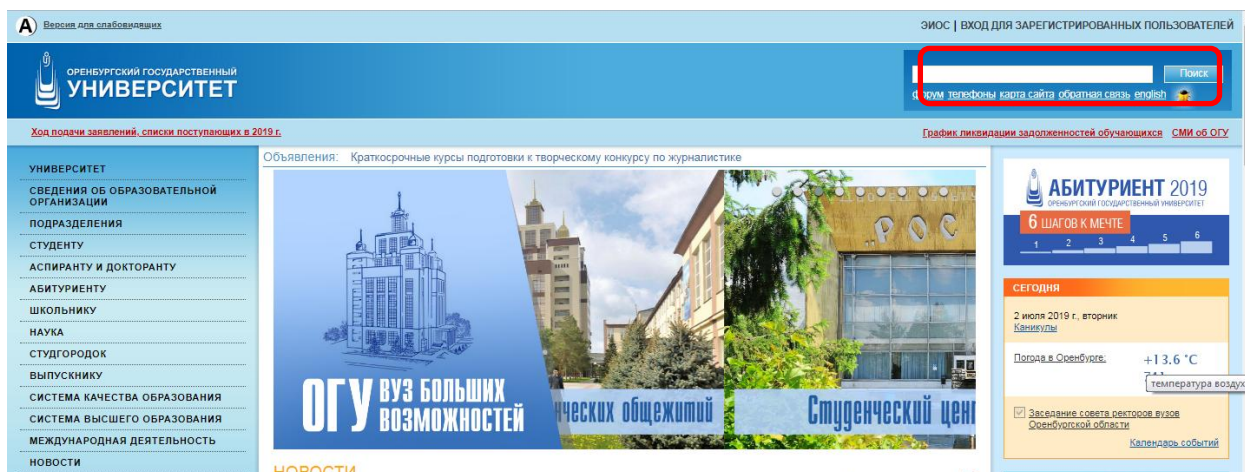 А Версия для слабовидящих
ЭИОС | ВХОД ДЛЯ ЗАРЕГИСТРИРОВАННЫХ ПОЛЬЗОВАТЕЛЕЙ
ОРЕНБУРГСКИЙ ГОСУДАРСТВЕННЫЙ
УНИВЕРСИТЕТ
Поиск
форум телефоны карта сайта обратная связь english
Ход подачи заявлений, списки поступающих в 2019 г.
График ликвидации задолженностей обучающихся СМИ об ОГУ
УНИВЕРСИТЕТ
СВЕДЕНИЯ ОБ ОБРАЗОВАТЕЛЬНОЙ
ОРГАНИЗАЦИИ
ПОДРАЗДЕЛЕНИЯ
СТУДЕНТУ
АСПИРАНТУ И ДОКТОРАНТУ
АБИТУРИЕНТУ
ШКОЛЬНИКУ
НАУКА
СТУДГОРОДОК
ВЫПУСКНИКУ
СИСТЕМА КАЧЕСТВА ОБРАЗОВАНИЯ
СИСТЕМА ВЫСШЕГО ОБРАЗОВАНИЯ
МЕЖДУНАРОДНАЯ ДЕЯТЕЛЬНОСТЬ
НОВОСТИ
Объявления: Краткосрочные курсы подготовки к творческому конкурсу по журналистике
„РОС
ОГУ ВУЗ БОЛЬШИХ
ВОЗМОЖНОСТЕЙ
ческих общежитий
Студенческий цен
НОВОСТИ
АБИТУРИЕНТ 2019
ОРЕНБУРГСКИЙ ГОСУДАРСТВЕННЫЙ УНИВЕРСИТЕТ
6 ШАГОВ К МЕЧТЕ
1 2 3 4 5 6
СЕГОДНЯ
2 июля 2019 г., вторник
Каникулы
Погода в Оренбурге: +13.6 °C
температура воздух
Заседание совета ректоров вузов
Оренбургской области
Календарь событий